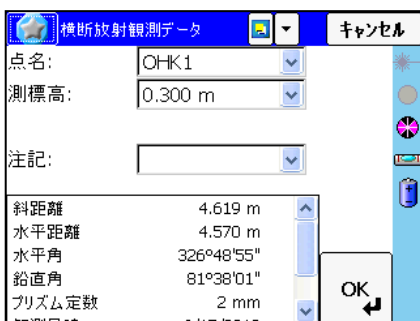 横断放射観測データ キャンセル
点名: OHK1
測標高: 0.300 m
注記:
斜距離 4.619 m
水平距離 4.570 m
水平角 326°48'55"
鉛直角 81°38'01"
プリズム定数 2 mm
OK